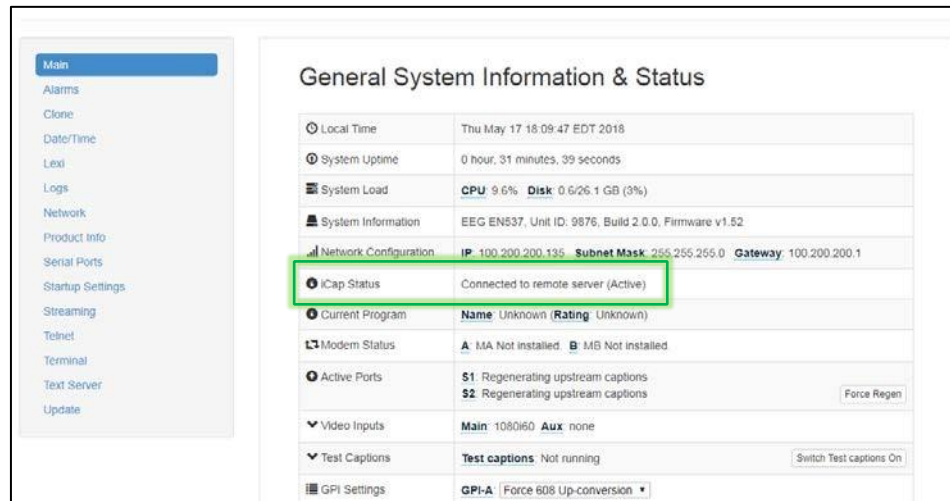 Main
Alarms
Clone
Date/Time
Lexi
Logs
Network
Product Info
Serial Ports
Startup Settings
Streaming
Telnet
Terminal
Text Server
Update
General System Information & Status
Local Time Thu May 17 18:09:47 EDT 2018
System Uptime 0 hour, 31 minutes, 39 seconds
System Load CPU: 9.6% Disk: 0.6/26.1 GB (3%)
System Information EEG EN537, Unit ID: 9876, Build 2.0.0, Firmware v1.52
Network Configuration IP: 100.200.200.135 Subnet Mask: 255.255.255.0 Gateway: 100.200.200.1
iCap Status Connected to remote server (Active)
Current Program Name: Unknown (Rating: Unknown)
Modem Status A: MA Not installed. B: MB Not installed.
Active Ports S1: Regenerating upstream captions
S2: Regenerating upstream captions Force Regen
Video Inputs Main: 1080i60 Aux: none
Test Captions Test captions: Not running Switch Test captions On
GPI Settings GPI-A: Force 608 Up-conversion